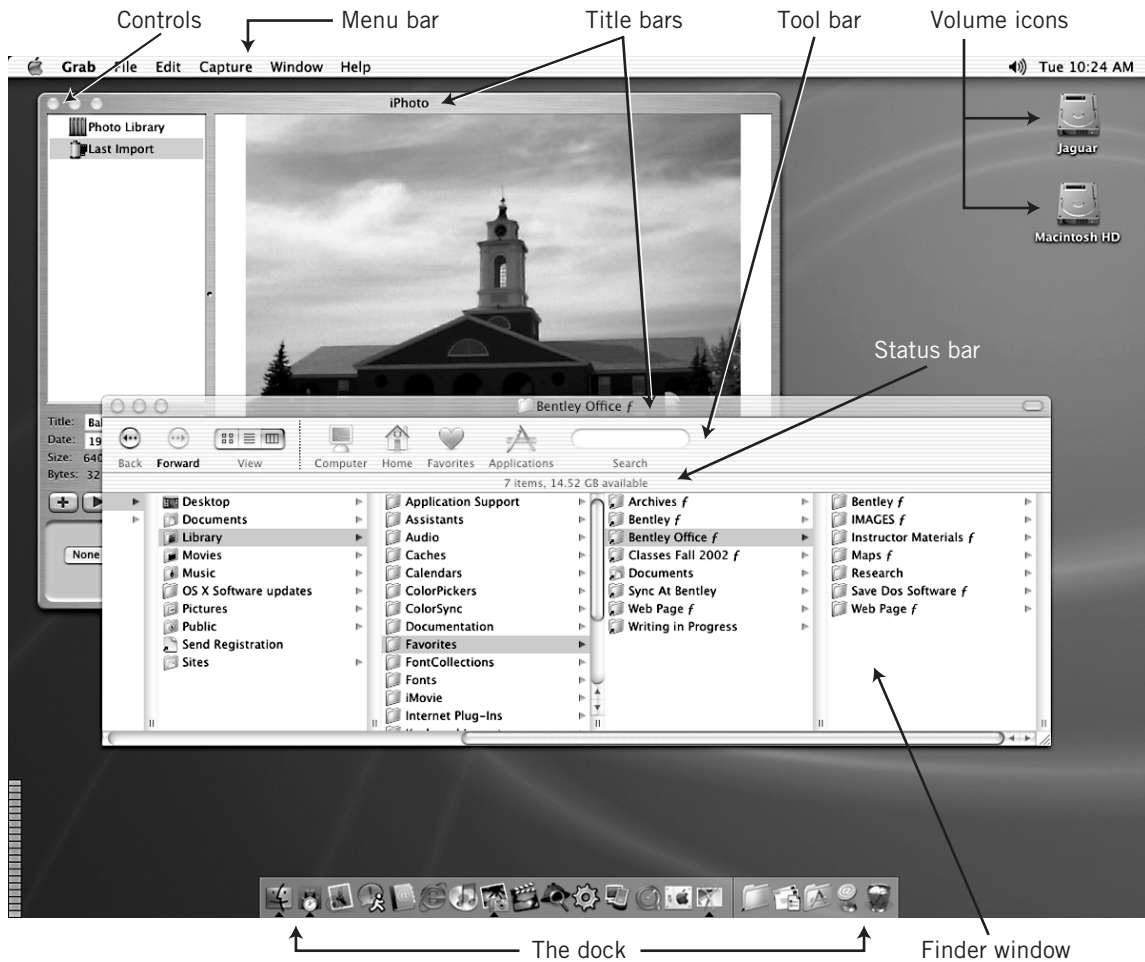 Controls
Menu bar
Title bars
Tool bar
Volume icons
Grab File Edit Capture Window Help
Tue 10:24 AM
iPhoto
Photo Library
Last Import
Jaguar
Macintosh HD
Status bar
Title:
Date: 19
Size: 640
Bytes: 32
None
Bentley Office ƒ
Back
Forward
View
Computer
Home
Favorites
Applications
Search
7 items, 14.52 GB available
Desktop
Documents
Library
Movies
Music
OS X Software updates
Pictures
Public
Send Registration
Sites
Application Support
Assistants
Audio
Caches
Calendars
ColorPickers
ColorSync
Documentation
Favorites
FontCollections
Fonts
iMovie
Internet Plug-Ins
Archives ƒ
Bentley ƒ
Bentley Office ƒ
Classes Fall 2002 ƒ
Documents
Sync At Bentley
Web Page ƒ
Writing in Progress
Bentley ƒ
IMAGES ƒ
Instructor Materials ƒ
Maps ƒ
Research
Save Dos Software ƒ
Web Page ƒ
The dock
Finder window